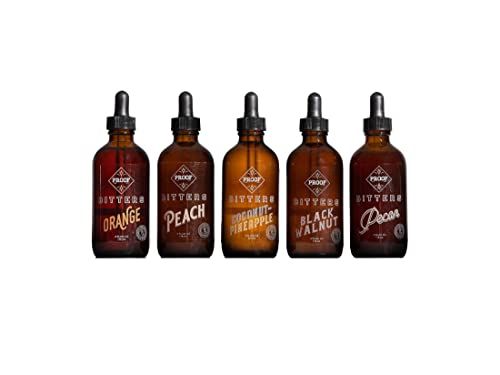 PROOF
BITTERS
ORANGE
PROOF
BITTERS
PEACH
PROOF
BITTERS
COCONUT-
PINEAPPLE
PROOF
BITTERS
BLACK
WALNUT
PROOF
BITTERS
Pecan